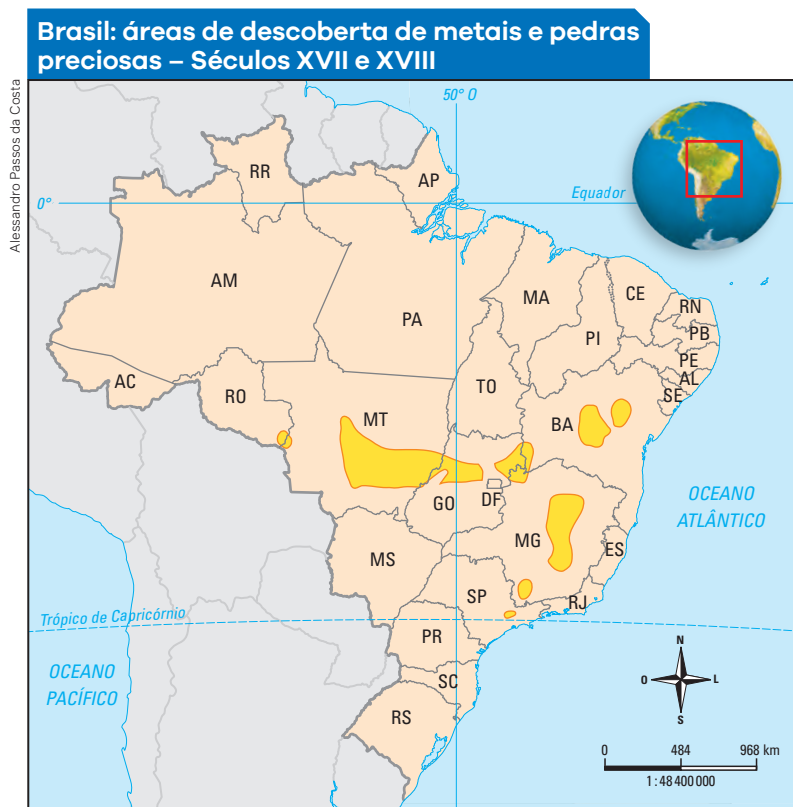 Brasil: áreas de descoberta de metais e pedras
preciosas – Séculos XVII e XVIII
Alessandro Passos da Costa
50° O
Equador
0°
RR
AP
AM
PA
MA
CE
RN
PB
PI
PE
AL
SE
AC
RO
TO
MT
BA
GO
DF
MG
ES
MS
SP
RJ
PR
SC
RS
OCEANO
ATLÂNTICO
Trópico de Capricórnio
OCEANO
PACÍFICO
N
O
L
S
0 484 968 km
1 : 48 400 000